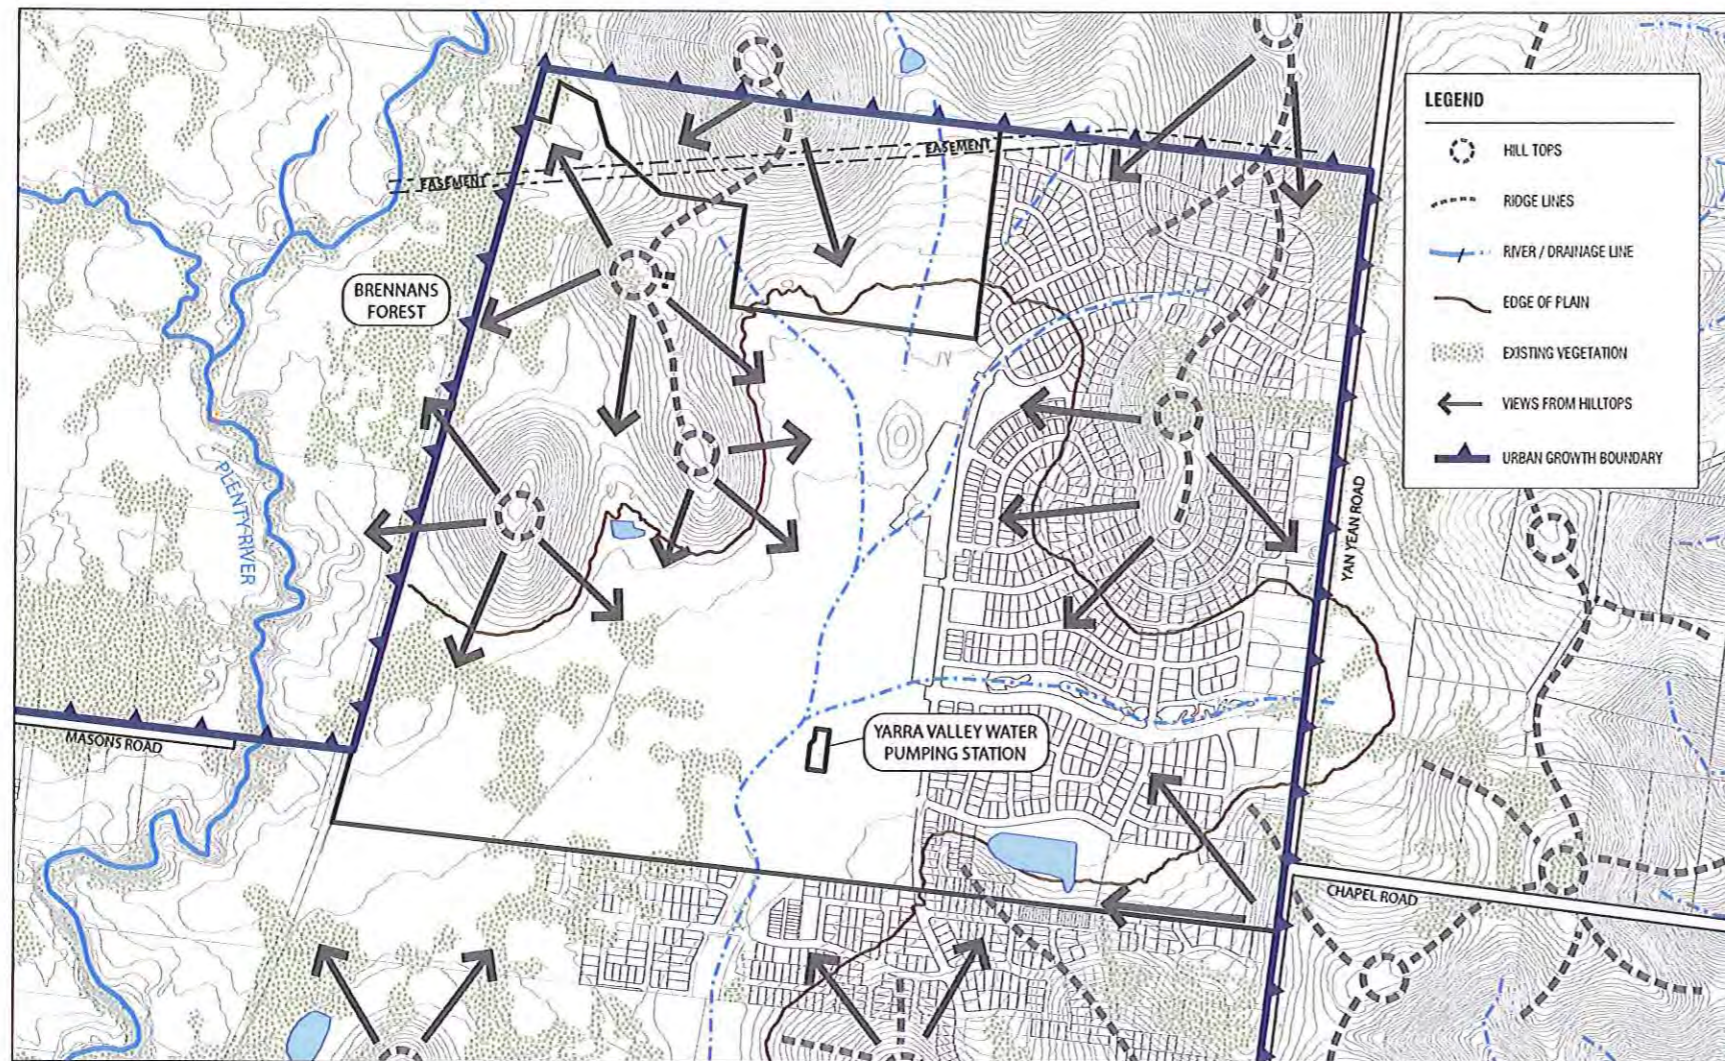 LEGEND
HILL TOPS
RIDGE LINES
RIVER / DRAINAGE LINE
EDGE OF PLAIN
EXISTING VEGETATION
VIEWS FROM HILLTOPS
URBAN GROWTH BOUNDARY
EASEMENT
EASEMENT
BRENNANS
FOREST
PLENTY RIVER
YAN YEAN ROAD
MASONS ROAD
YARRA VALLEY WATER
PUMPING STATION
CHAPEL ROAD